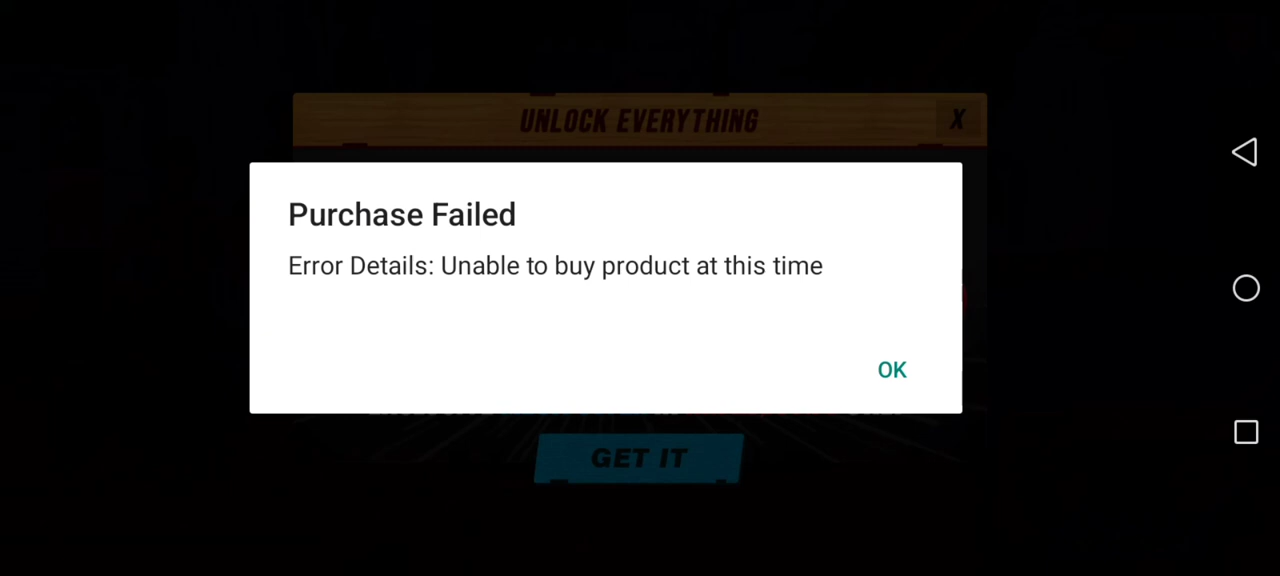 UNLOCK EVERYTHING
X
Purchase Failed
Error Details: Unable to buy product at this time
OK
GET IT